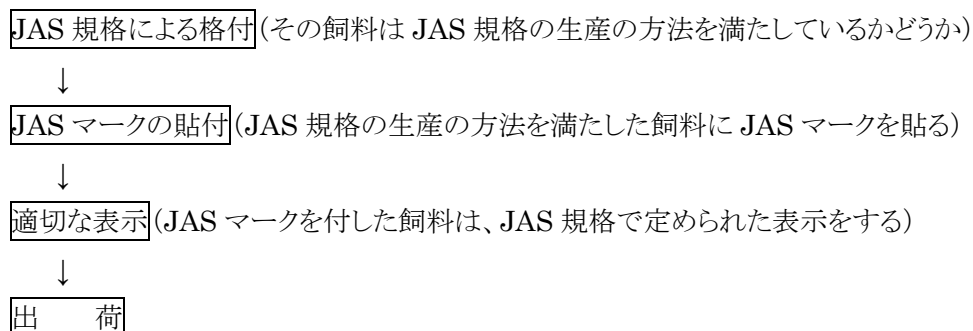 JAS 規格による格付(その飼料は JAS 規格の生産の方法を満たしているかどうか)
↓
JAS マークの貼付(JAS 規格の生産の方法を満たした飼料に JAS マークを貼る)
↓
適切な表示(JAS マークを付した飼料は、JAS 規格で定められた表示をする)
↓
出　　荷